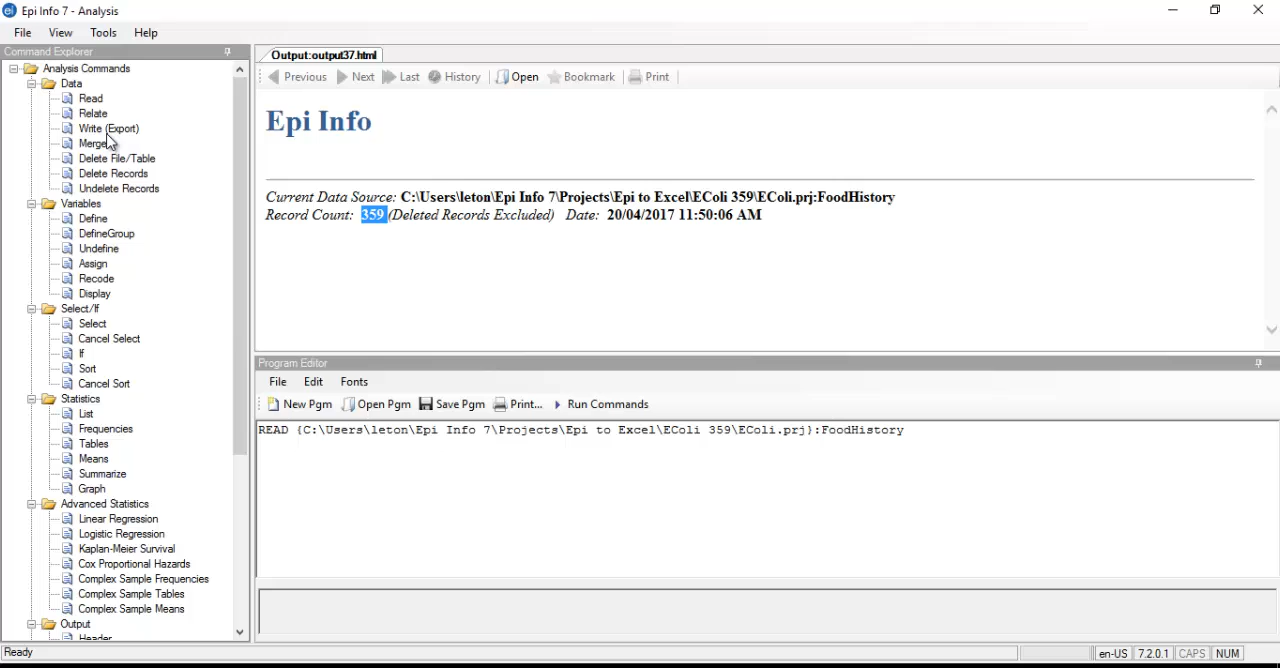 ei Epi Info 7 - Analysis
File View Tools Help
Command Explorer
Analysis Commands
Data
Read
Relate
Write (Export)
Merge
Delete File/Table
Delete Records
Undelete Records
Variables
Define
DefineGroup
Undefine
Assign
Recode
Display
Select/If
Select
Cancel Select
If
Sort
Cancel Sort
Statistics
List
Frequencies
Tables
Means
Summarize
Graph
Advanced Statistics
Linear Regression
Logistic Regression
Kaplan-Meier Survival
Cox Proportional Hazards
Complex Sample Frequencies
Complex Sample Tables
Complex Sample Means
Output
Header
Output:output37.html
Previous Next Last History Open Bookmark Print
Epi Info
Current Data Source: C:\Users\leton\Epi Info 7\Projects\Epi to Excel\EColi 359\EColi.prj:FoodHistory
Record Count: 359 (Deleted Records Excluded) Date: 20/04/2017 11:50:06 AM
Program Editor
File Edit Fonts
New Pgm Open Pgm Save Pgm Print... Run Commands
READ {C:\Users\leton\Epi Info 7\Projects\Epi to Excel\EColi 359\EColi.prj}:FoodHistory
Ready en-US 7.2.0.1 CAPS NUM